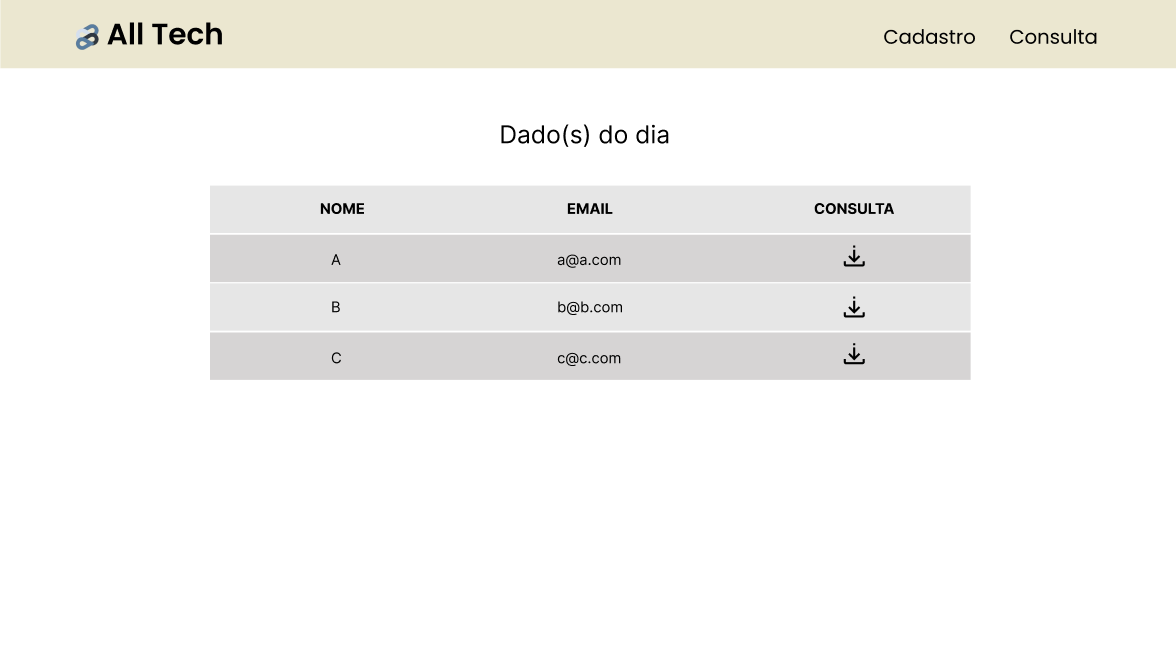 All Tech Cadastro Consulta
Dado(s) do dia
NOME EMAIL CONSULTA
A a@a.com
B b@b.com
C c@c.com